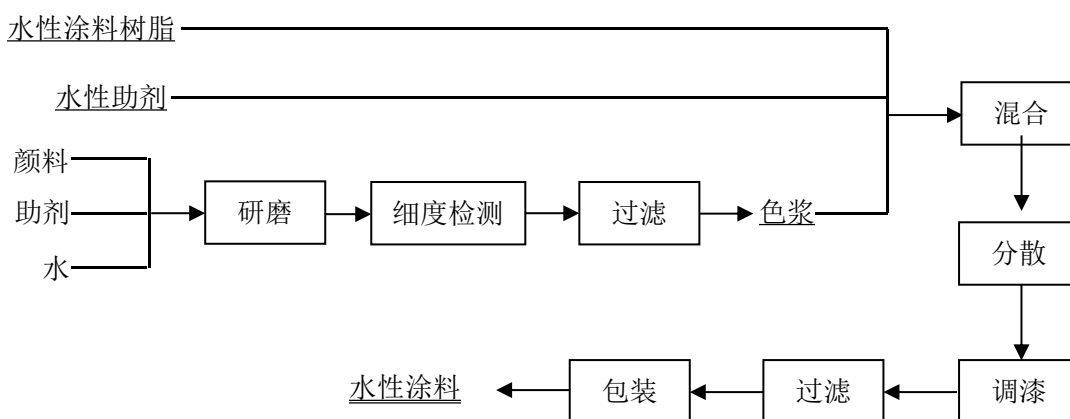 水性涂料树脂
水性助剂
混合
颜料
助剂
水
研磨
细度检测
过滤
色浆
分散
水性涂料
包装
过滤
调漆